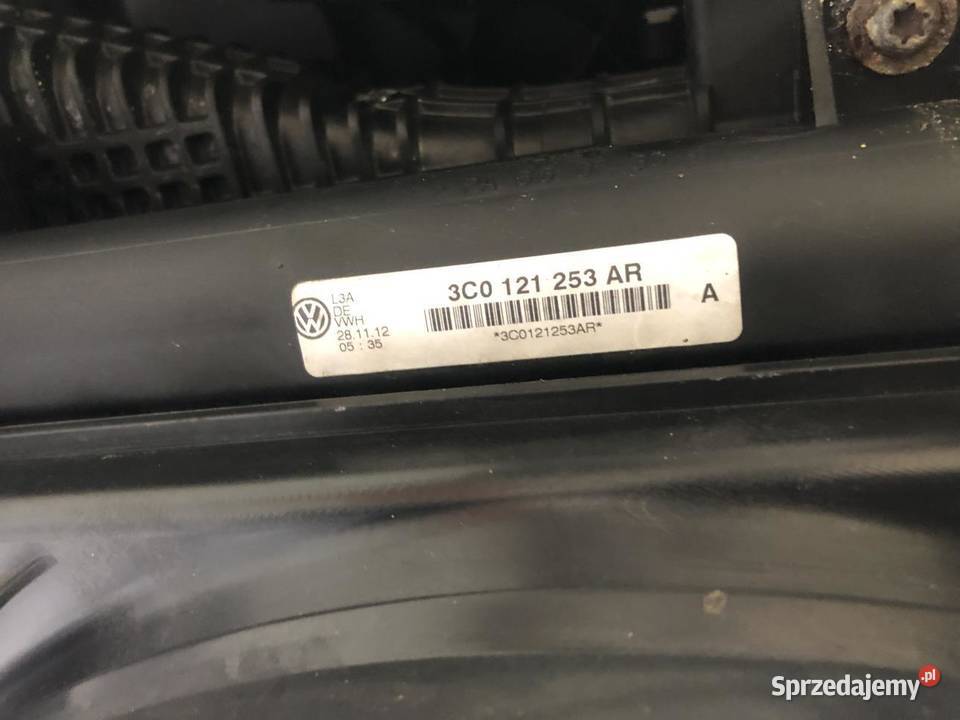 L3A
DE
VWH
28.11.12
05 : 35
3C0 121 253 AR
*3C0121253AR*
A
Sprzedajemy.pl